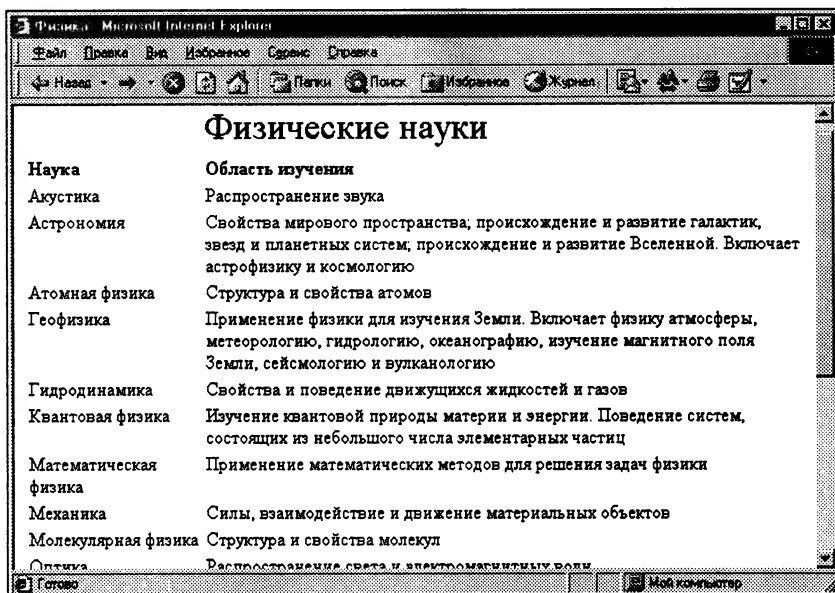 Физика - Microsoft Internet Explorer
Файл Правка Вид Избранное Сервис Справка
Назад Папки Поиск Избранное Журнал
Физические науки
Наука Область изучения
Акустика Распространение звука
Астрономия Свойства мирового пространства; происхождение и развитие галактик,
звезд и планетных систем; происхождение и развитие Вселенной. Включает
астрофизику и космологию
Атомная физика Структура и свойства атомов
Геофизика Применение физики для изучения Земли. Включает физику атмосферы,
метеорологию, гидрологию, океанографию, изучение магнитного поля
Земли, сейсмологию и вулканологию
Гидродинамика Свойства и поведение движущихся жидкостей и газов
Квантовая физика Изучение квантовой природы материи и энергии. Поведение систем,
состоящих из небольшого числа элементарных частиц
Математическая Применение математических методов для решения задач физики
физика
Механика Силы, взаимодействие и движение материальных объектов
Молекулярная физика Структура и свойства молекул
Оптика Распространение света и электромагнитных волн
Готово Мой компьютер